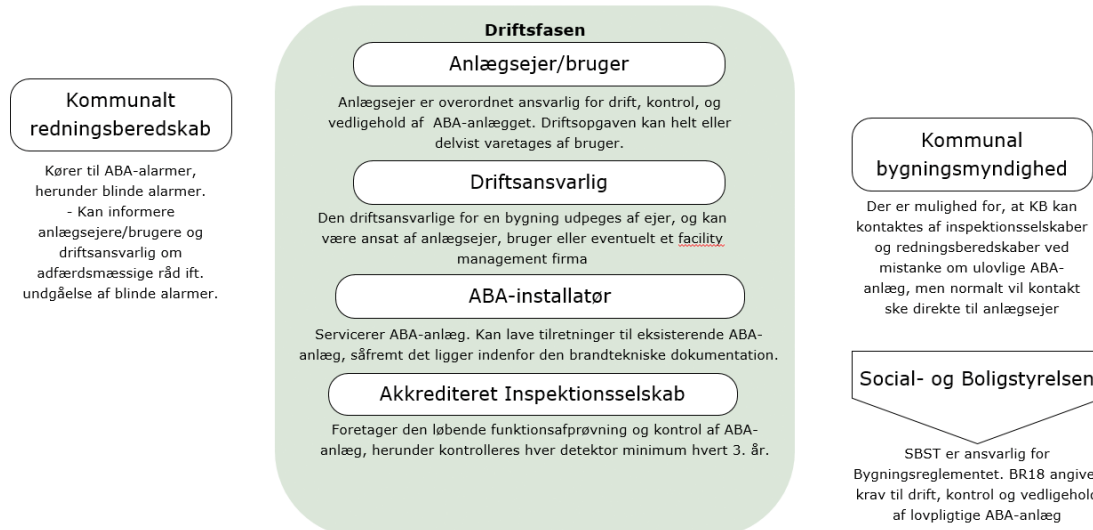 Kommunalt
redningsberedskab
Kører til ABA-alarmer,
herunder blinde alarmer.
- Kan informere
anlægsejere/brugere og
driftsansvarlig om
adfærdsmæssige råd ift.
undgåelse af blinde alarmer.
Driftsfasen
Anlægsejer/bruger
Anlægsejer er overordnet ansvarlig for drift, kontrol, og
vedligehold af ABA-anlægget. Driftsopgaven kan helt eller
delvist varetages af bruger.
Driftsansvarlig
Den driftsansvarlige for en bygning udpeges af ejer, og kan
være ansat af anlægsejer, bruger eller eventuelt et facility
management firma
ABA-installatør
Servicerer ABA-anlæg. Kan lave tilretninger til eksisterende ABA-
anlæg, såfremt det ligger indenfor den brandtekniske dokumentation.
Akkrediteret Inspektionsselskab
Foretager den løbende funktionsafprøvning og kontrol af ABA-
anlæg, herunder kontrolleres hver detektor minimum hvert 3. år.
Kommunal
bygningsmyndighed
Der er mulighed for, at KB kan
kontaktes af inspektionsselskaber
og redningsberedskaber ved
mistanke om ulovlige ABA-
anlæg, men normalt vil kontakt
ske direkte til anlægsejer
Social- og Boligstyrelsen
SBST er ansvarlig for
Bygningsreglementet. BR18 angive
krav til drift, kontrol og vedligehold
af lovpligtige ABA-anlæg